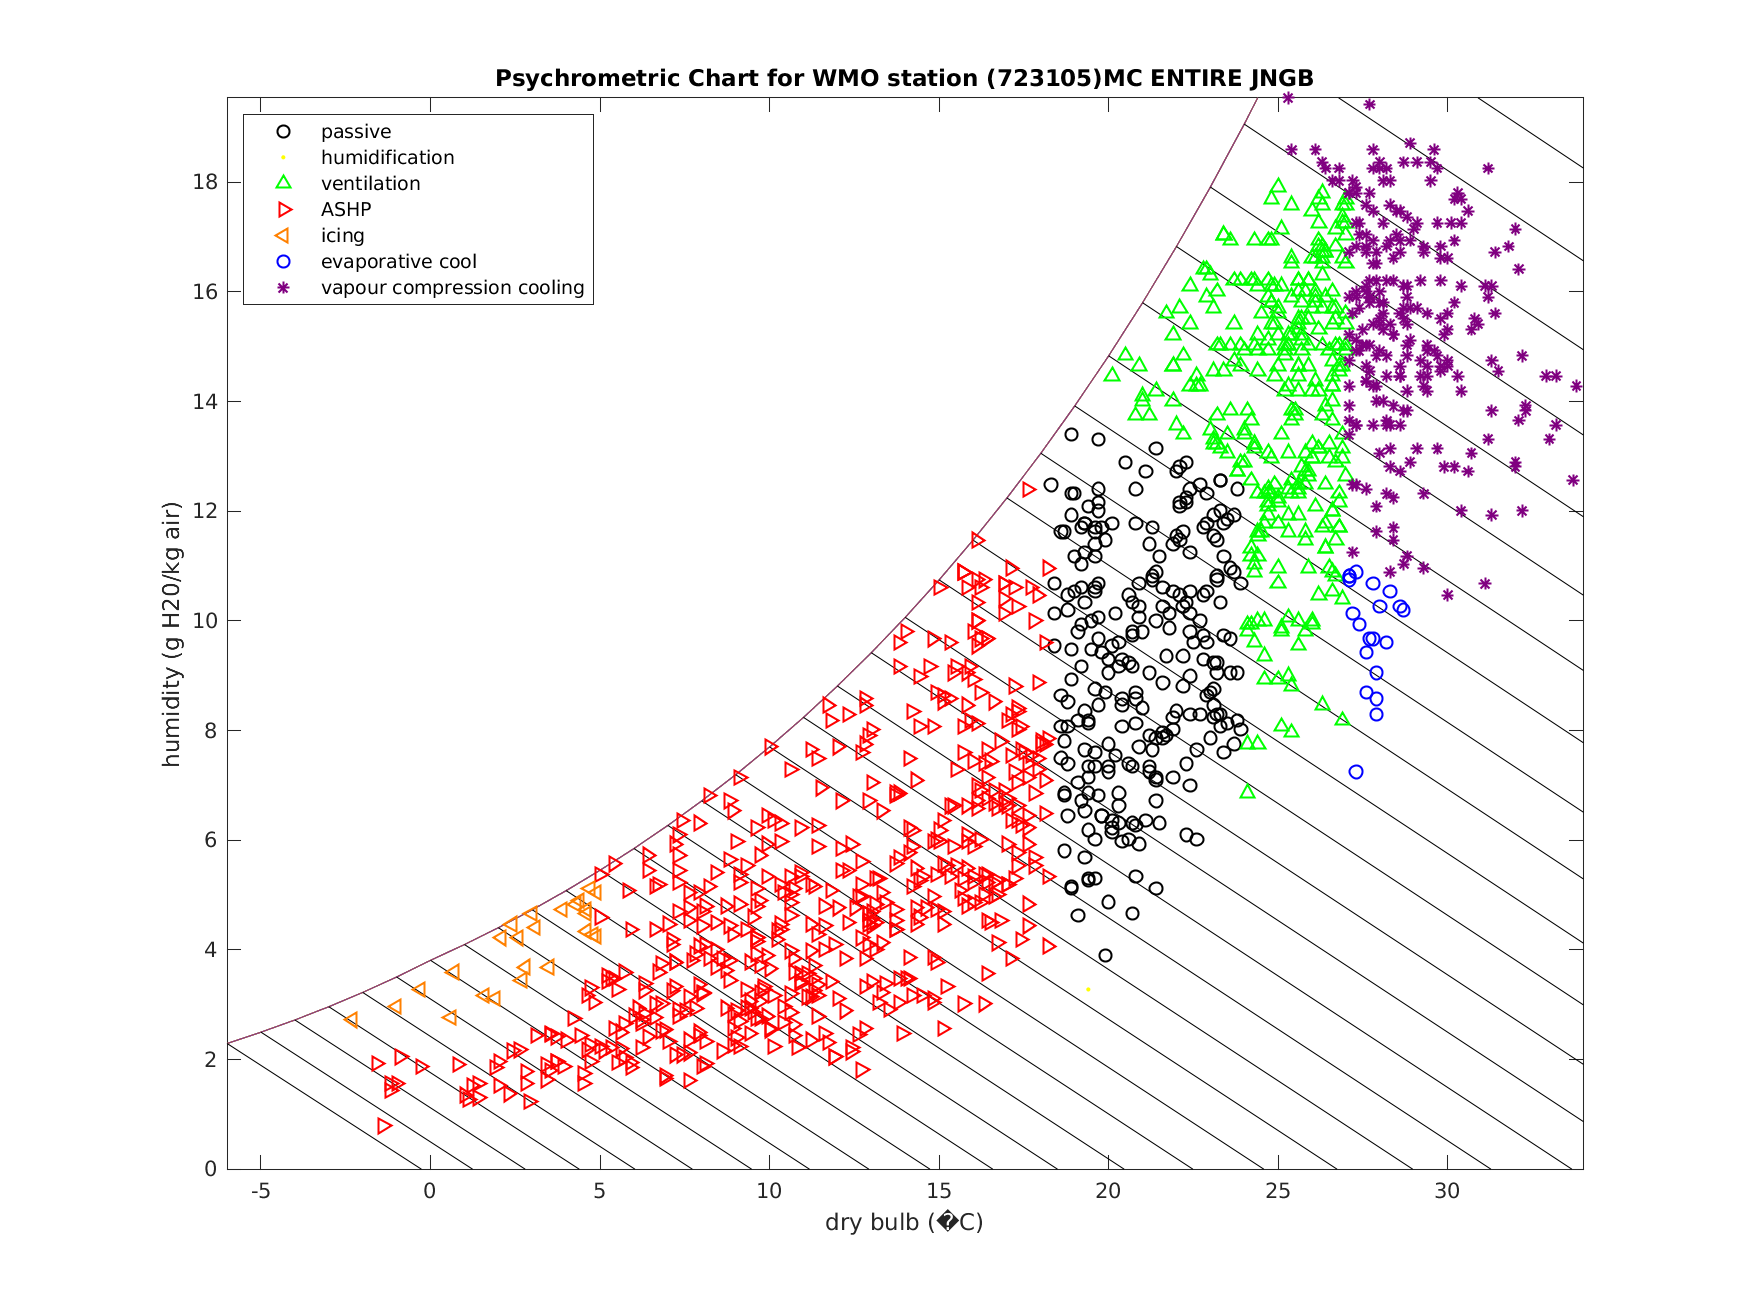 Psychrometric Chart for WMO station (723105)MC ENTIRE JNGB
passive
humidification
ventilation
ASHP
icing
evaporative cool
vapour compression cooling
humidity (g H20/kg air)
18
16
14
12
10
8
6
4
2
0
-5
0
5
10
15
20
25
30
dry bulb (�C)